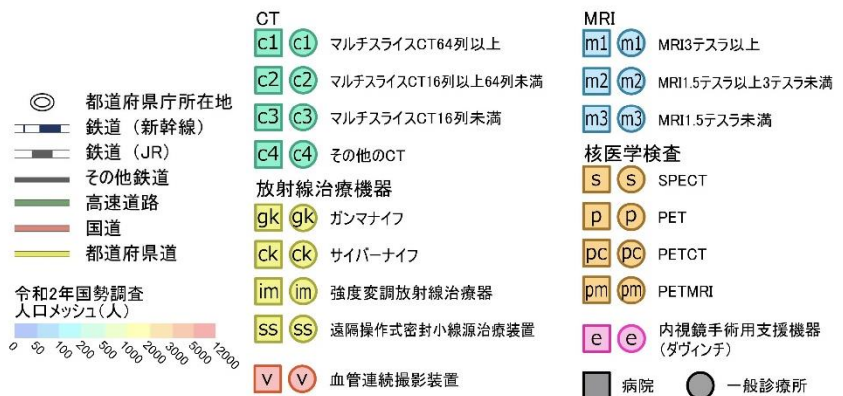 都道府県庁所在地
鉄道（新幹線）
鉄道（JR）
その他鉄道
高速道路
国道
都道府県道
令和2年国勢調査
人口メッシュ(人)
0 50 100 200 500 1000 2000 3000 5000 12000
CT
c1 c1 マルチスライスCT64列以上
c2 c2 マルチスライスCT16列以上64列未満
c3 c3 マルチスライスCT16列未満
c4 c4 その他のCT
放射線治療機器
gk gk ガンマナイフ
ck ck サイバーナイフ
im im 強度変調放射線治療器
ss ss 遠隔操作式密封小線源治療装置
v v 血管連続撮影装置
MRI
m1 m1 MRI3テスラ以上
m2 m2 MRI1.5テスラ以上3テスラ未満
m3 m3 MRI1.5テスラ未満
核医学検査
s s SPECT
p p PET
pc pc PETCT
pm pm PETMRI
e e 内視鏡手術用支援機器
(ダヴィンチ)
病院 一般診療所